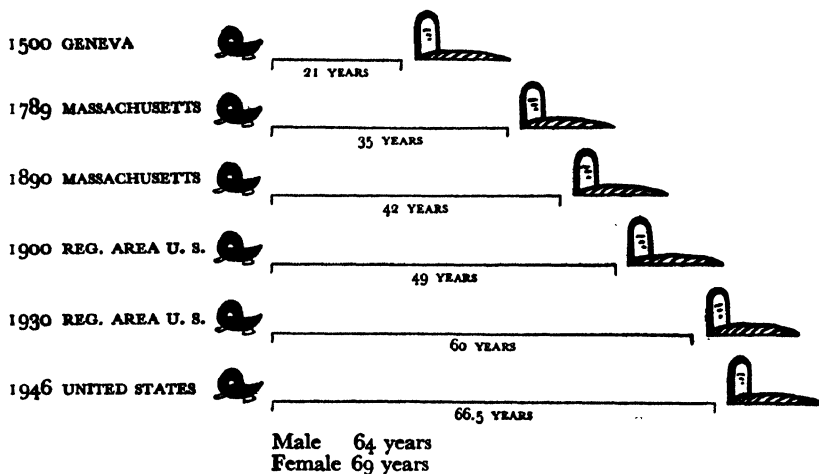 1500 GENEVA
21 YEARS
1789 MASSACHUSETTS
35 YEARS
1890 MASSACHUSETTS
42 YEARS
1900 REG. AREA U. S.
49 YEARS
1930 REG. AREA U. S.
60 YEARS
1946 UNITED STATES
66.5 YEARS
Male 64 years
Female 69 years